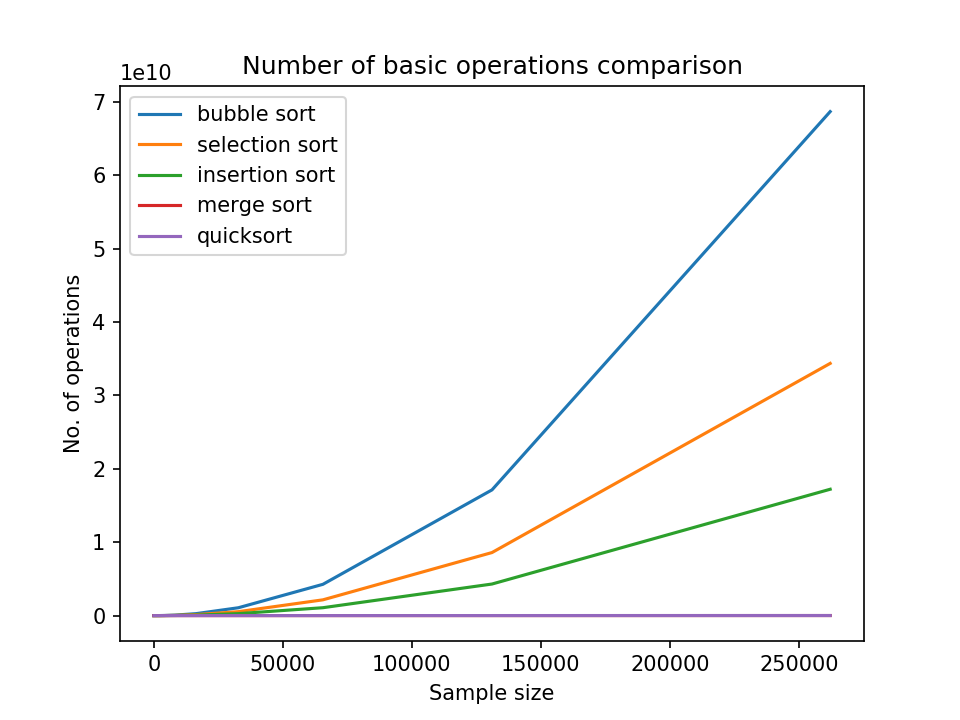 Number of basic operations comparison
1e10
bubble sort
selection sort
insertion sort
merge sort
quicksort
7
6
5
4
3
2
1
0
No. of operations
0 50000 100000 150000 200000 250000
Sample size